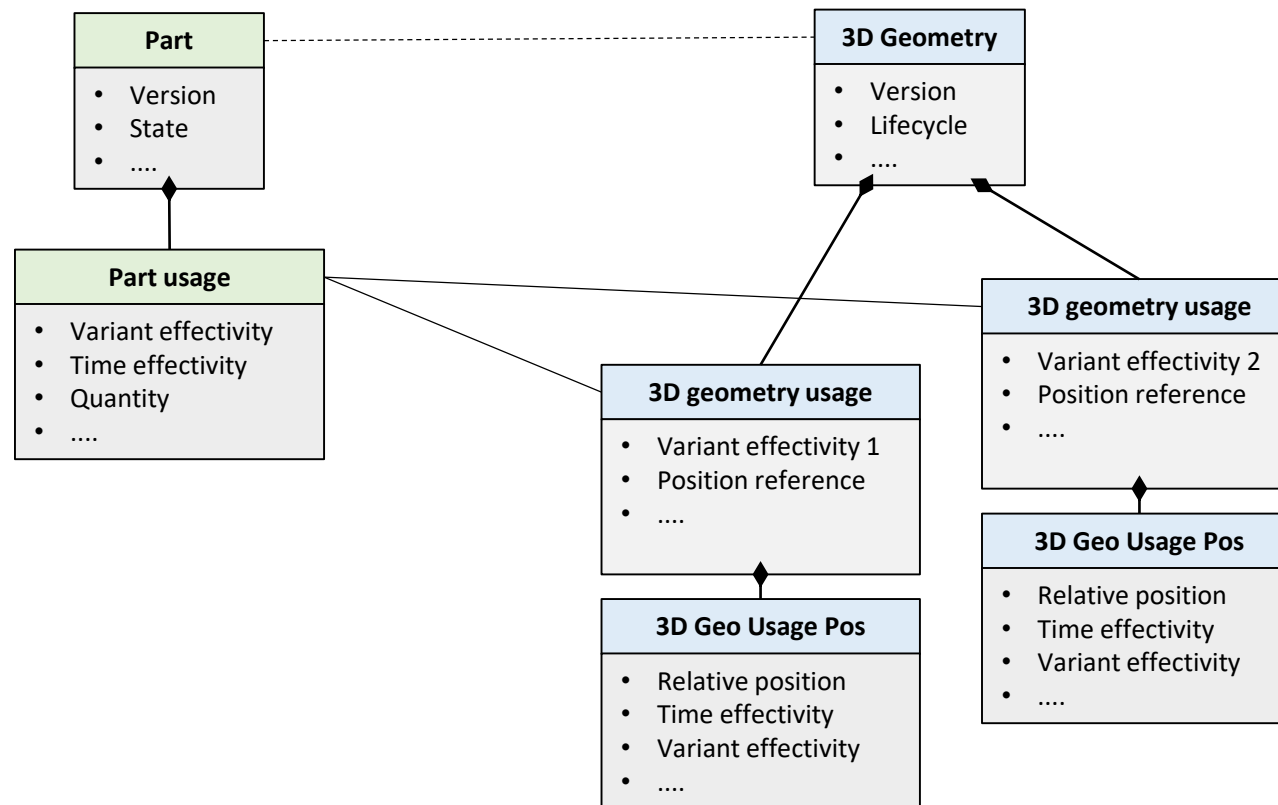 Part
• Version
• State
• ....
3D Geometry
• Version
• Lifecycle
• ....
Part usage
• Variant effectivity
• Time effectivity
• Quantity
• ....
3D geometry usage
• Variant effectivity 1
• Position reference
• ....
3D geometry usage
• Variant effectivity 2
• Position reference
• ....
3D Geo Usage Pos
• Relative position
• Time effectivity
• Variant effectivity
• ....
3D Geo Usage Pos
• Relative position
• Time effectivity
• Variant effectivity
• ....